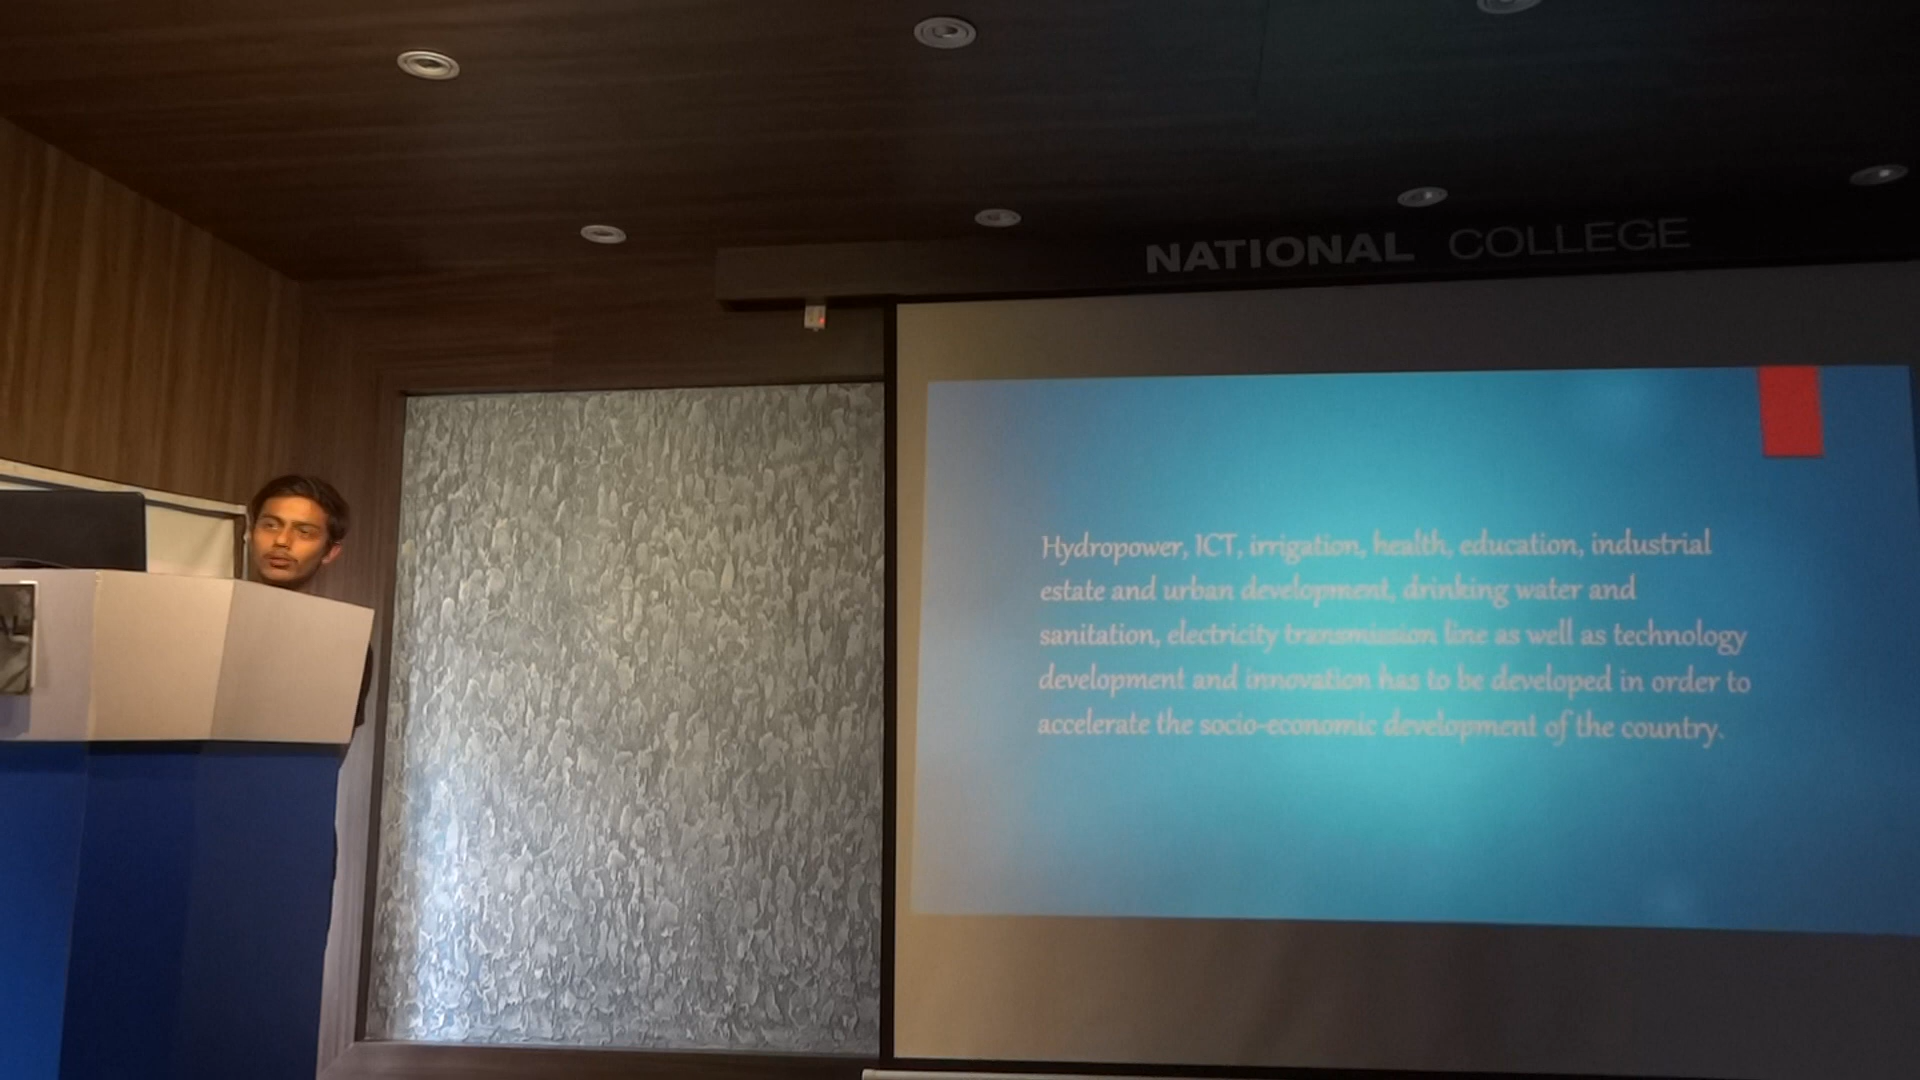 NATIONAL COLLEGE
Hydropower, ICT, irrigation, health, education, industrial
estate and urban development, drinking water and
sanitation, electricity transmission line as well as technology
development and innovation has to be developed in order to
accelerate the socio-economic development of the country.